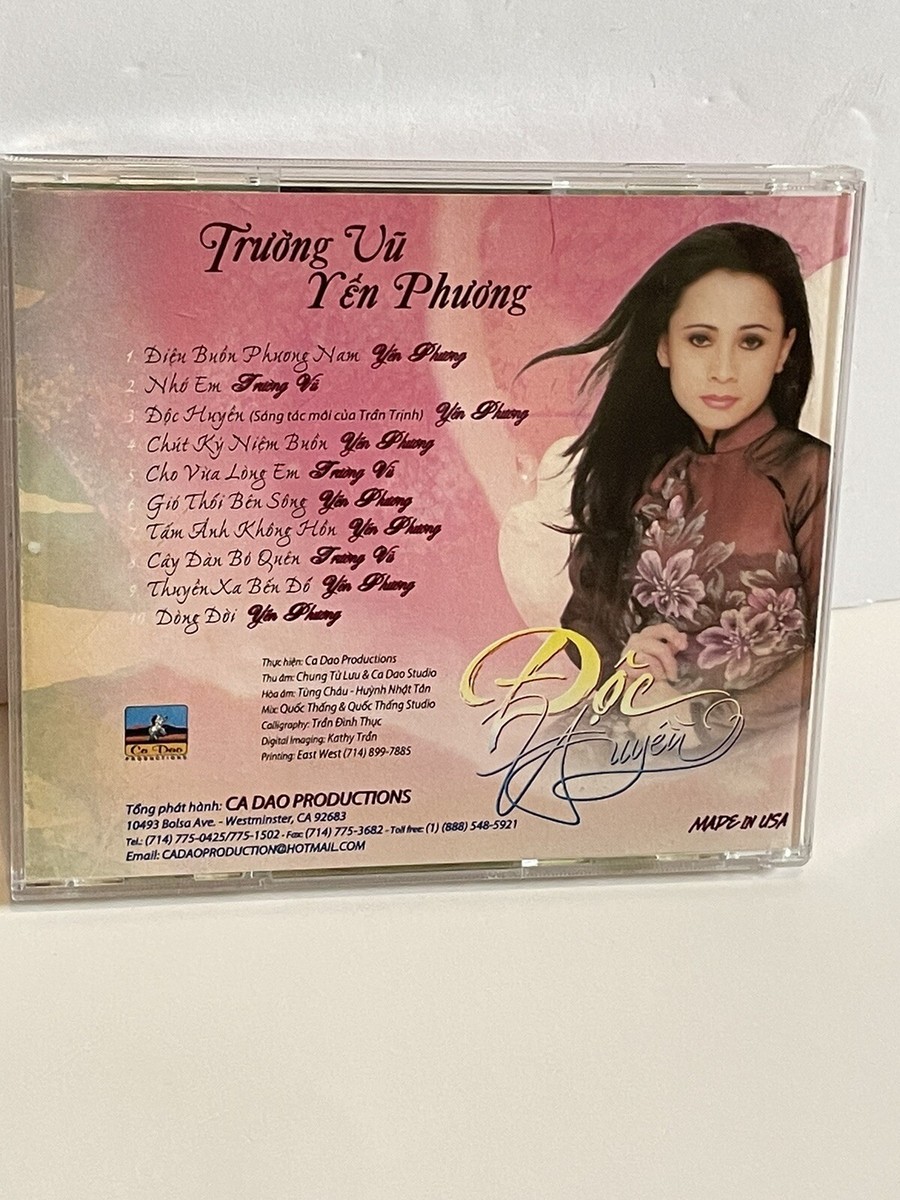 Trường Vũ
Yến Phương
1. Điệu Buồn Phương Nam Yến Phương
2. Nhớ Em Trường Vũ
3. Độc Huyền (Sáng tác mới của Trần Trịnh) Yến Phương
4. Chút Kỷ Niệm Buồn Yến Phương
5. Cho Vừa Lòng Em Trường Vũ
6. Gió Thổi Bên Sông Yến Phương
7. Tấm Ảnh Không Hồn Yến Phương
8. Cây Đàn Bỏ Quên Trường Vũ
9. Thuyền Xa Bến Đỗ Yến Phương
10. Dòng Đời Yến Phương
Thực hiện: Ca Dao Productions
Thu âm: Chung Tử Lưu & Ca Dao Studio
Hòa âm: Tùng Châu - Huỳnh Nhật Tân
Mix: Quốc Thắng & Quốc Thắng Studio
Calligraphy: Trần Đình Thục
Digital Imaging: Kathy Trần
Printing: East West (714) 899-7885
Độc Huyền
Ca Dao
PRODUCTIONS
Tổng phát hành: CA DAO PRODUCTIONS
10493 Bolsa Ave. - Westminster, CA 92683
Tel.: (714) 775-0425/775-1502 - Fax: (714) 775-3682 - Toll free: (1) (888) 548-5921
Email: CADAOPRODUCTION@HOTMAIL.COM
MADE IN USA